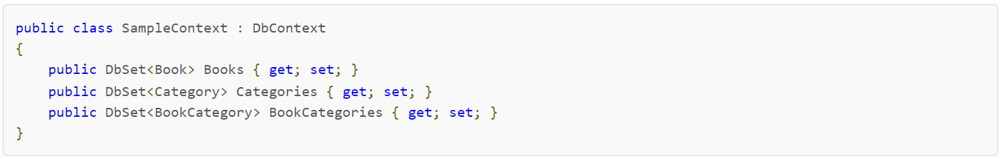 public class SampleContext : DbContext
{
    public DbSet<Book> Books { get; set; }
    public DbSet<Category> Categories { get; set; }
    public DbSet<BookCategory> BookCategories { get; set; }
}